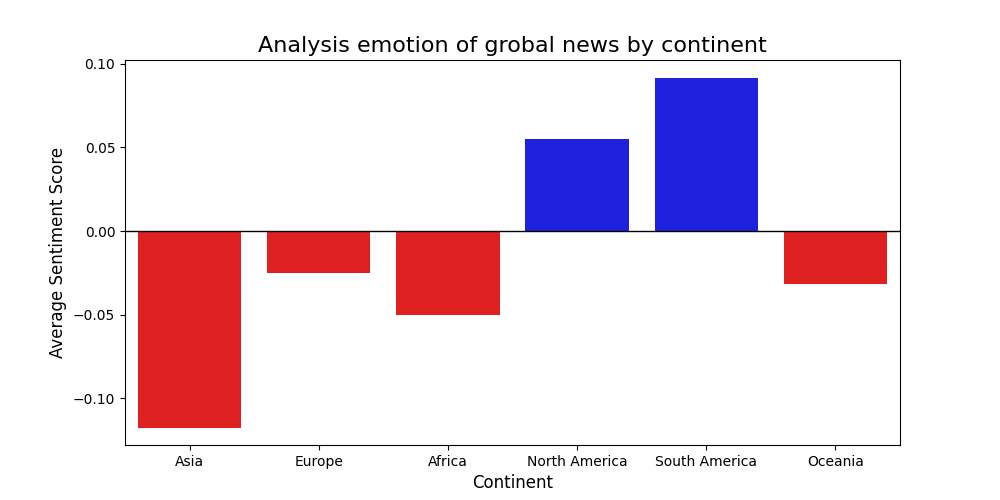 Analysis emotion of grobal news by continent
Average Sentiment Score
0.10
0.05
0.00
−0.05
−0.10
Asia
Europe
Africa
North America
South America
Oceania
Continent